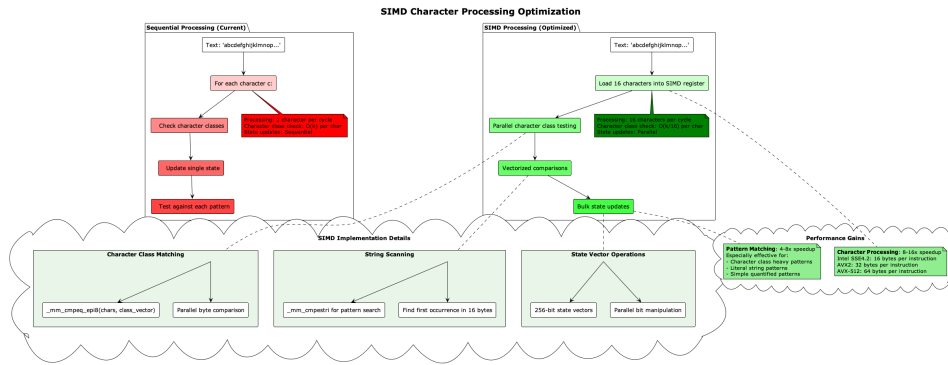 SIMD Character Processing Optimization
Sequential Processing (Current)
Text: 'abcdefghijklmnop...'
For each character c:
Processing: 1 character per cycle
Character class check: O(k) per char
State updates: Sequential
Check character classes
Update single state
Test against each pattern
SIMD Processing (Optimized)
Text: 'abcdefghijklmnop...'
Load 16 characters into SIMD register
Processing: 16 characters per cycle
Character class check: O(k/16) per char
State updates: Parallel
Parallel character class testing
Vectorized comparisons
Bulk state updates
SIMD Implementation Details
Character Class Matching
_mm_cmpeq_epi8(chars, class_vector)
Parallel byte comparison
String Scanning
_mm_cmpestri for pattern search
Find first occurrence in 16 bytes
State Vector Operations
256-bit state vectors
Parallel bit manipulation
Performance Gains
Pattern Matching: 4-8x speedup
Especially effective for:
- Character class heavy patterns
- Literal string patterns
- Simple quantified patterns
Character Processing: 8-16x speedup
Intel SSE4.2: 16 bytes per instruction
AVX2: 32 bytes per instruction
AVX-512: 64 bytes per instruction